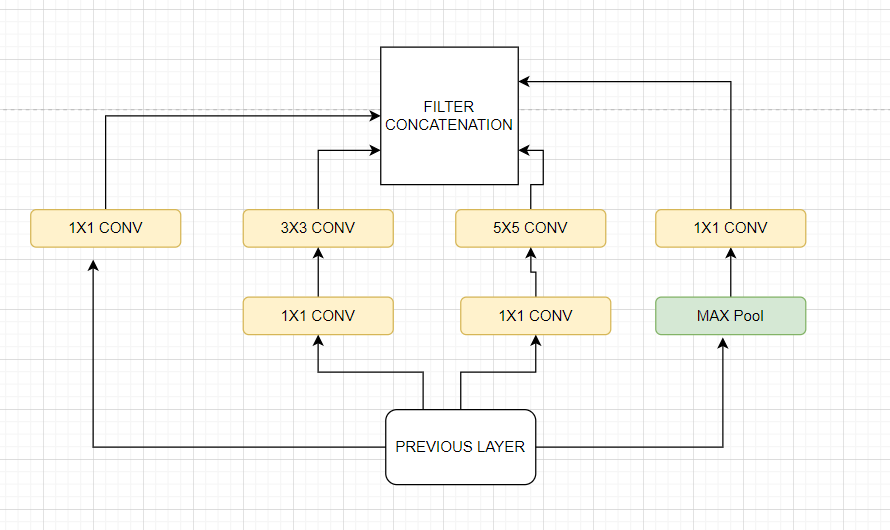 FILTER
CONCATENATION
1X1 CONV
3X3 CONV
5X5 CONV
1X1 CONV
1X1 CONV
1X1 CONV
MAX Pool
PREVIOUS LAYER